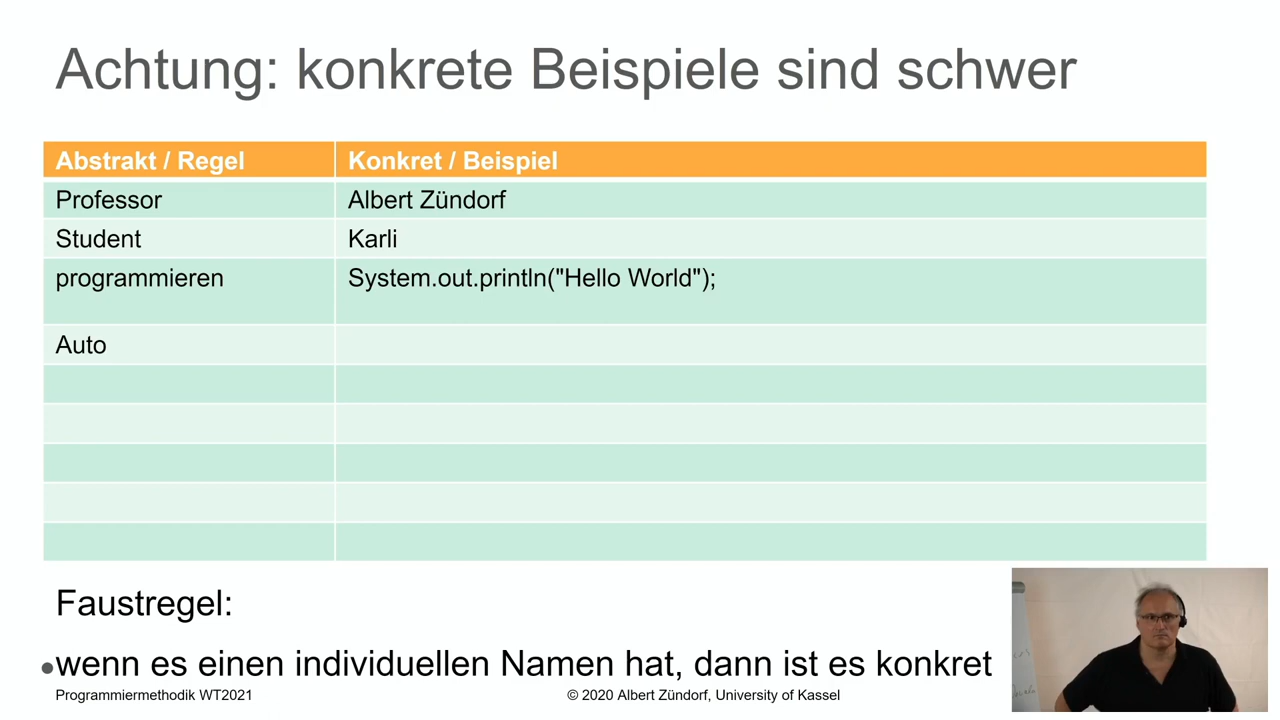 Achtung: konkrete Beispiele sind schwer
Abstrakt / Regel Konkret / Beispiel
Professor Albert Zündorf
Student Karli
programmieren System.out.println("Hello World");
Auto
Faustregel:
•wenn es einen individuellen Namen hat, dann ist es konkret
Programmiermethodik WT2021 © 2020 Albert Zündorf, University of Kassel